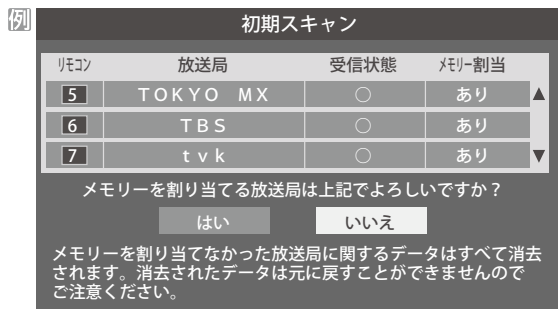 例
初期スキャン
ﾘﾓｺﾝ 放送局 受信状態 ﾒﾓﾘｰ割当
5 ＴＯＫＹＯ　ＭＸ ○ あり ▲
6 ＴＢＳ ○ あり
7 ｔｖｋ ○ あり ▼
メモリーを割り当てる放送局は上記でよろしいですか？
はい いいえ
メモリーを割り当てなかった放送局に関するデータはすべて消去
されます。消去されたデータは元に戻すことができませんので
ご注意ください。